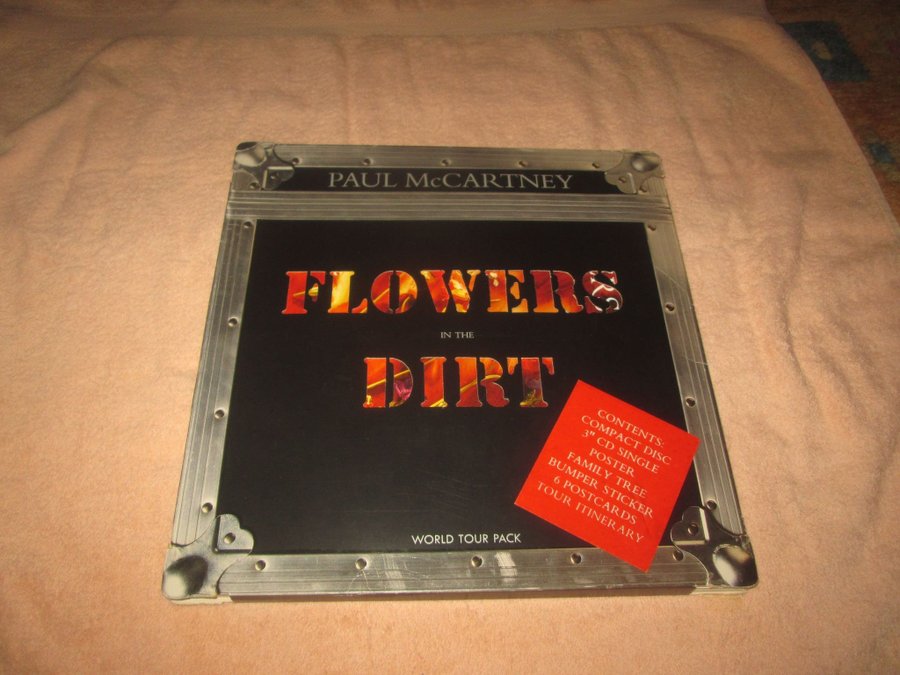 PAUL McCARTNEY
FLOWERS
IN THE
DIRT
CONTENTS:
COMPACT DISC
3" CD SINGLE
POSTER
FAMILY TREE
BUMPER STICKER
6 POSTCARDS
TOUR ITINERARY
WORLD TOUR PACK